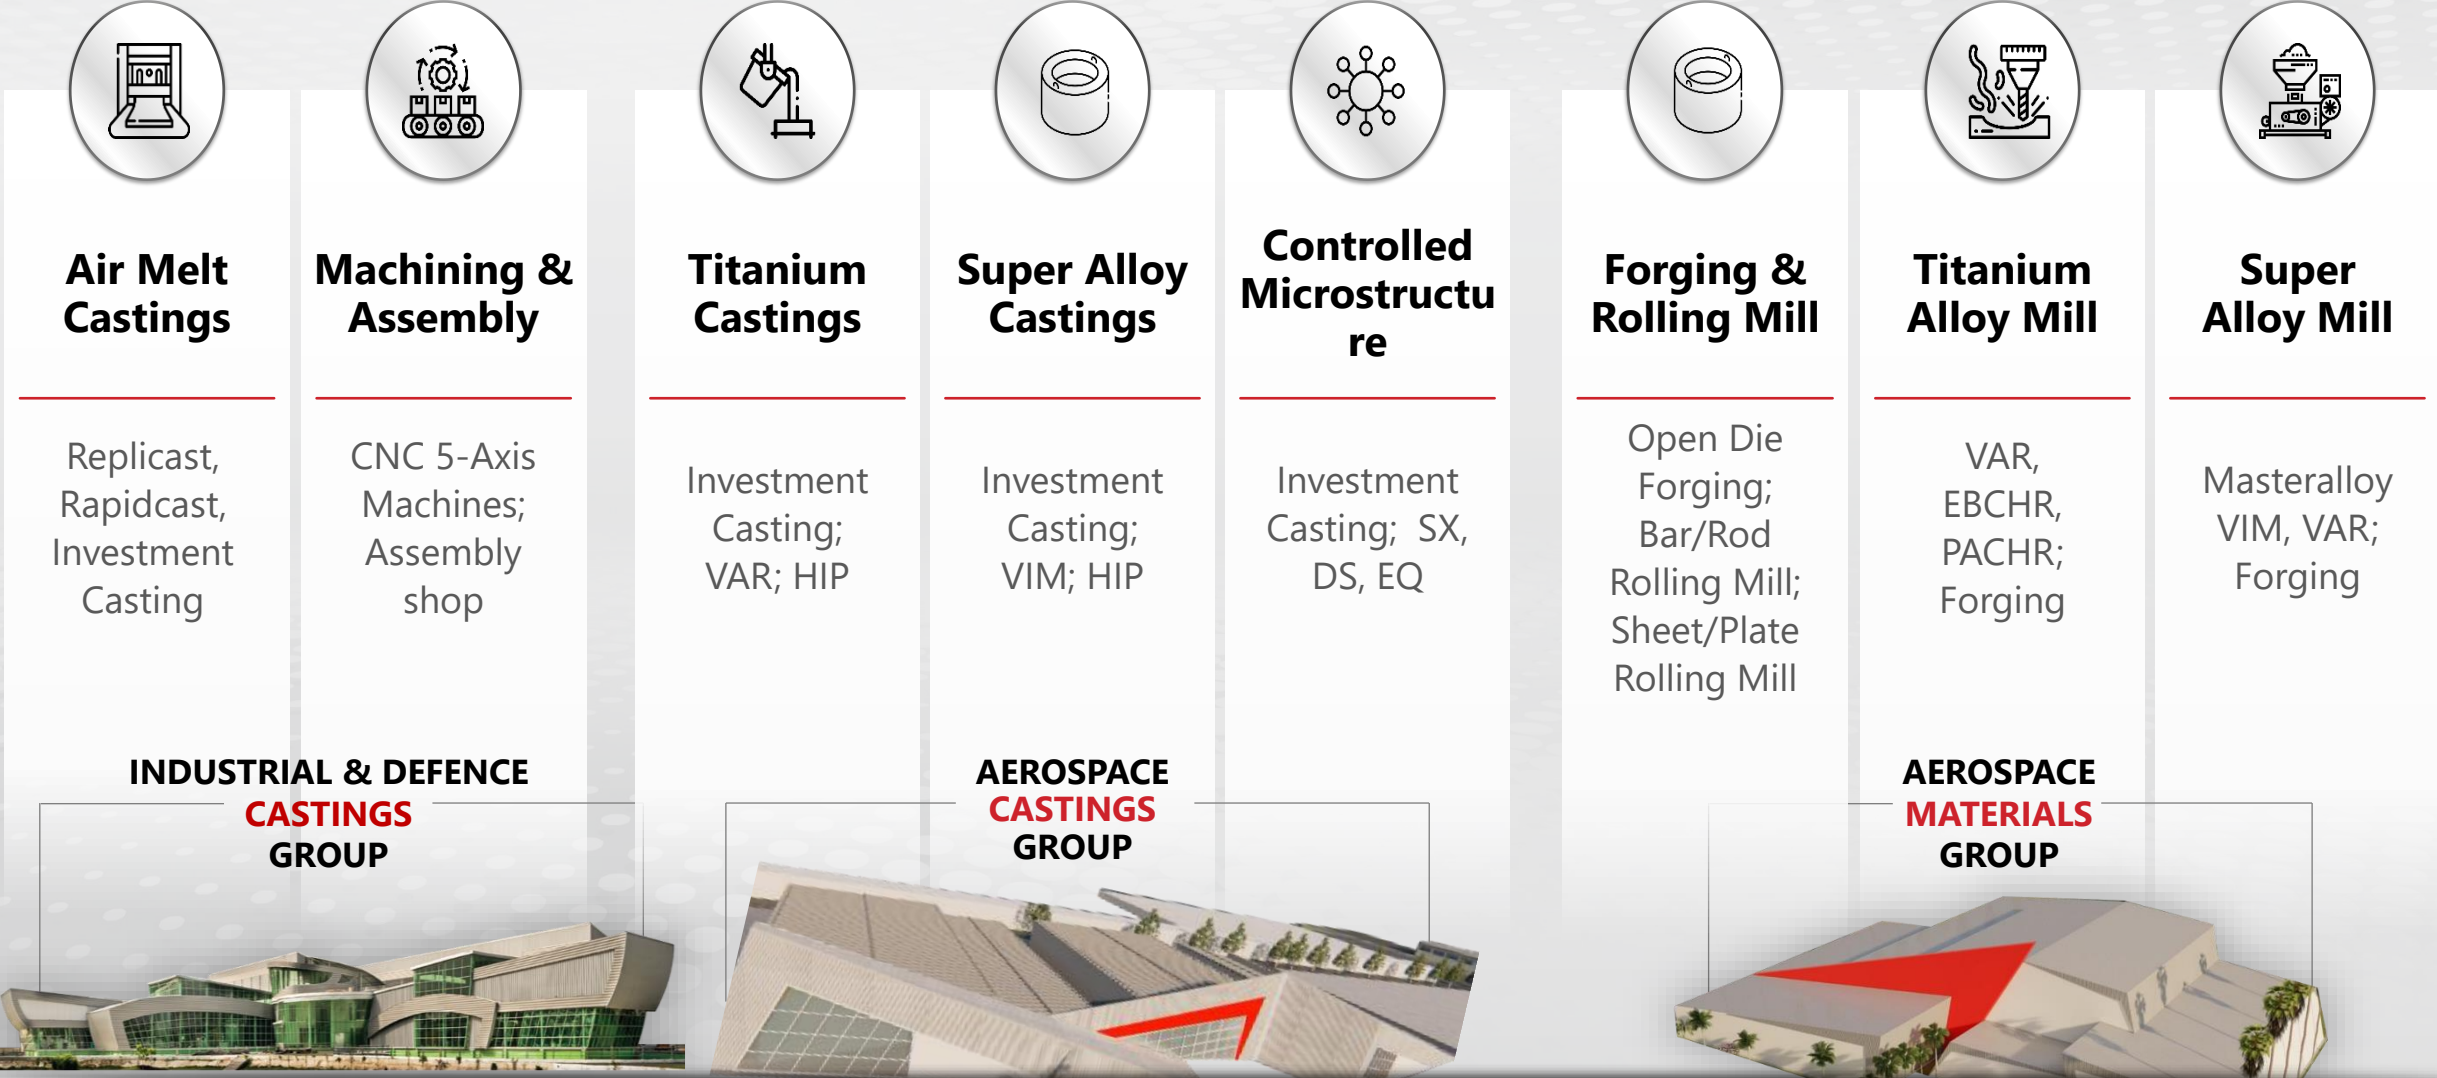 Air Melt
Castings
Replicast,
Rapidcast,
Investment
Casting
Machining &
Assembly
CNC 5-Axis
Machines;
Assembly
shop
INDUSTRIAL & DEFENCE
CASTINGS
GROUP
Titanium
Castings
Investment
Casting;
VAR; HIP
Super Alloy
Castings
Investment
Casting;
VIM; HIP
Controlled
Microstructu
re
Investment
Casting;  SX,
DS, EQ
AEROSPACE
CASTINGS
GROUP
Forging &
Rolling Mill
Open Die
Forging;
Bar/Rod
Rolling Mill;
Sheet/Plate
Rolling Mill
Titanium
Alloy Mill
VAR,
EBCHR,
PACHR;
Forging
Super
Alloy Mill
Masteralloy
VIM, VAR;
Forging
AEROSPACE
MATERIALS
GROUP